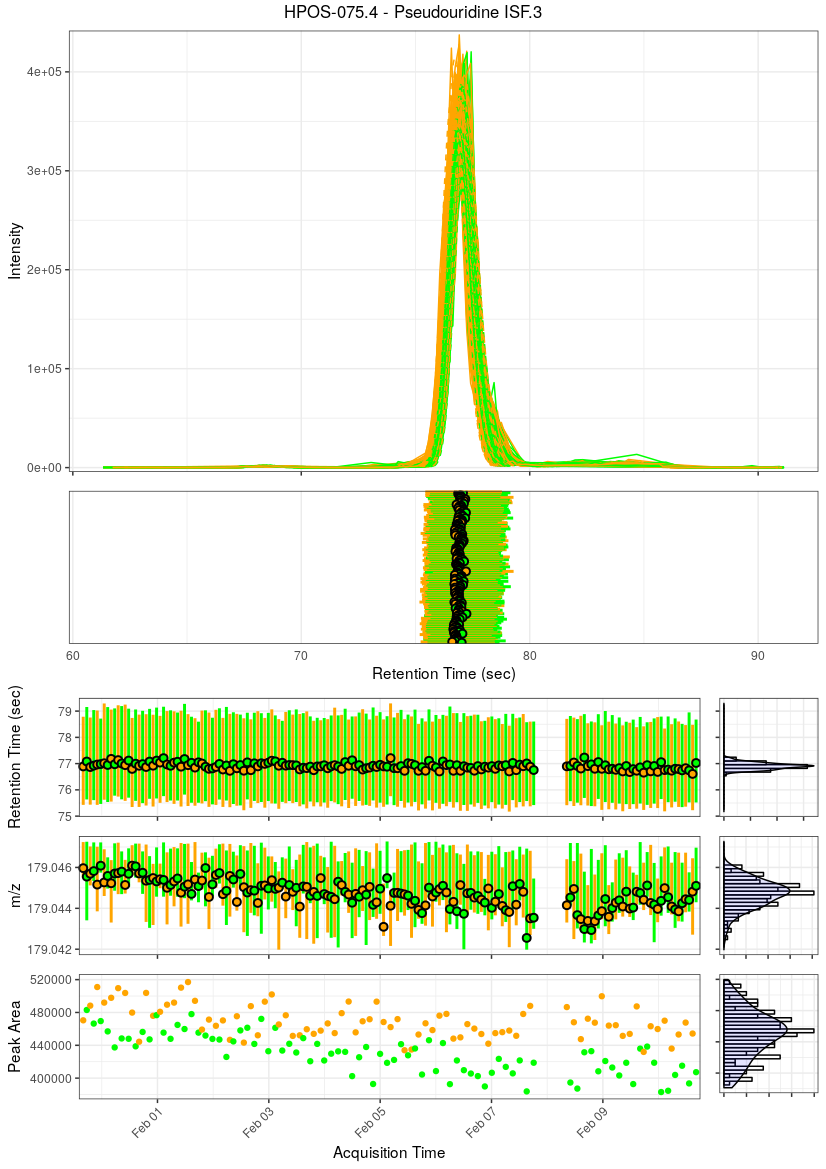 HPOS-075.4 - Pseudouridine ISF.3
4e+05
3e+05
2e+05
1e+05
0e+00
Intensity
60 70 80 90
Retention Time (sec)
79
78
77
76
75
Retention Time (sec)
179.046
179.044
179.042
m/z
520000
480000
440000
400000
Peak Area
Feb 01 Feb 03 Feb 05 Feb 07 Feb 09
Acquisition Time